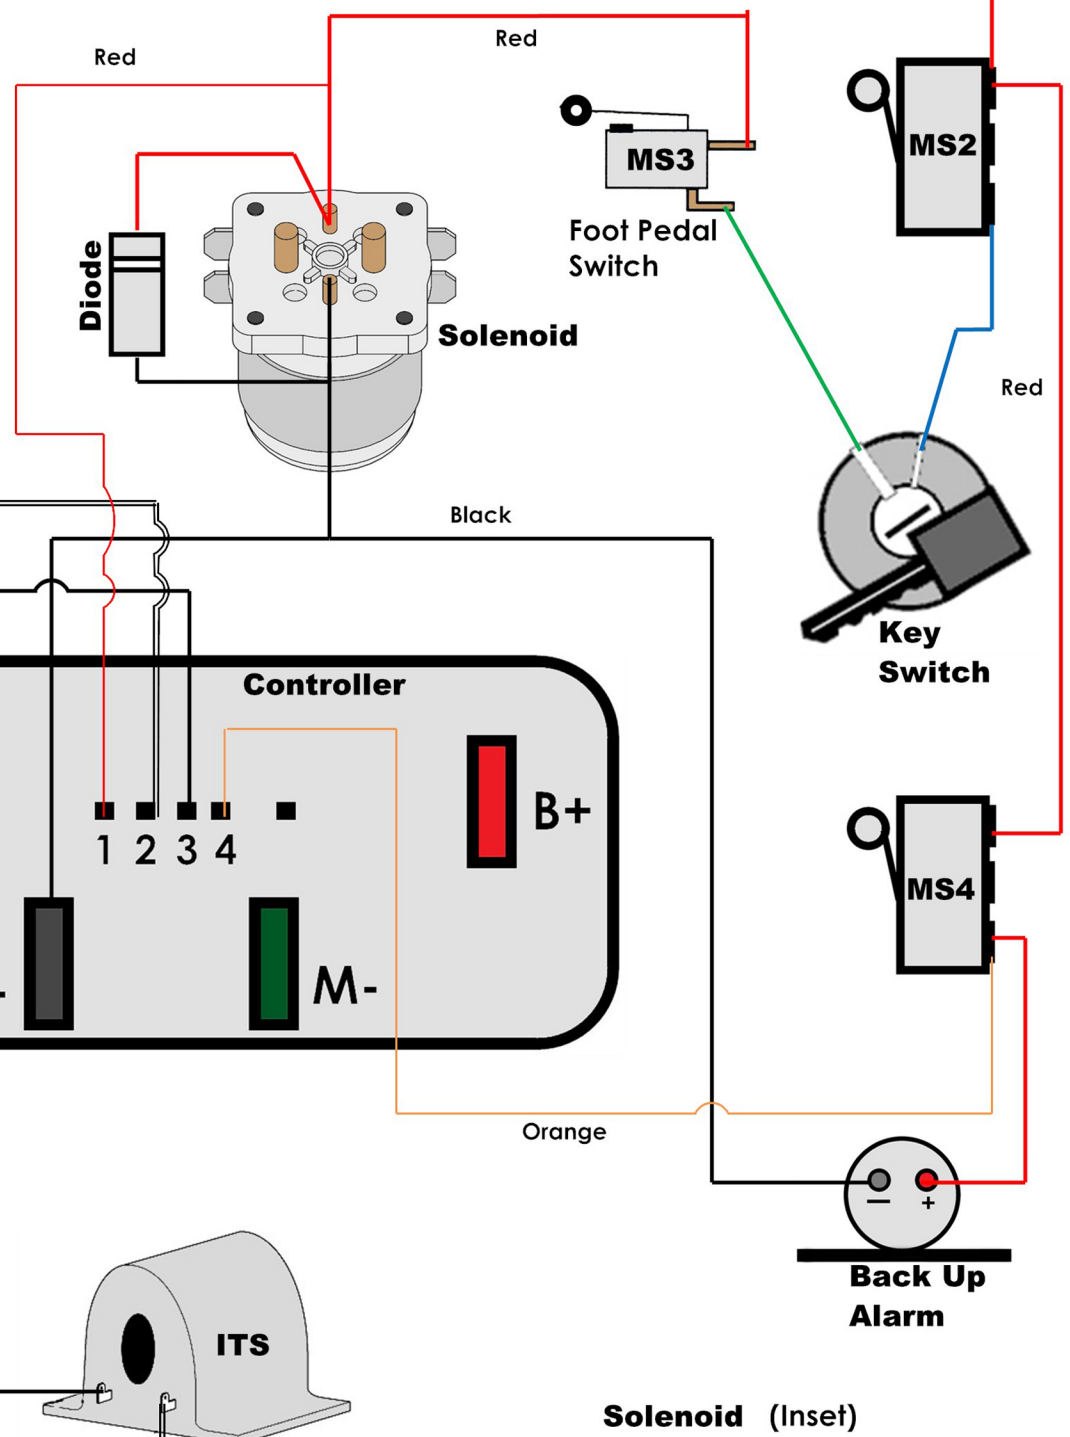 Red
Red
MS3
MS2
Foot Pedal
Switch
Diode
Solenoid
Red
Black
Key
Switch
Controller
B+
1 2 3 4
MS4
-
M-
Orange
— +
Back Up
Alarm
ITS
Solenoid (Inset)